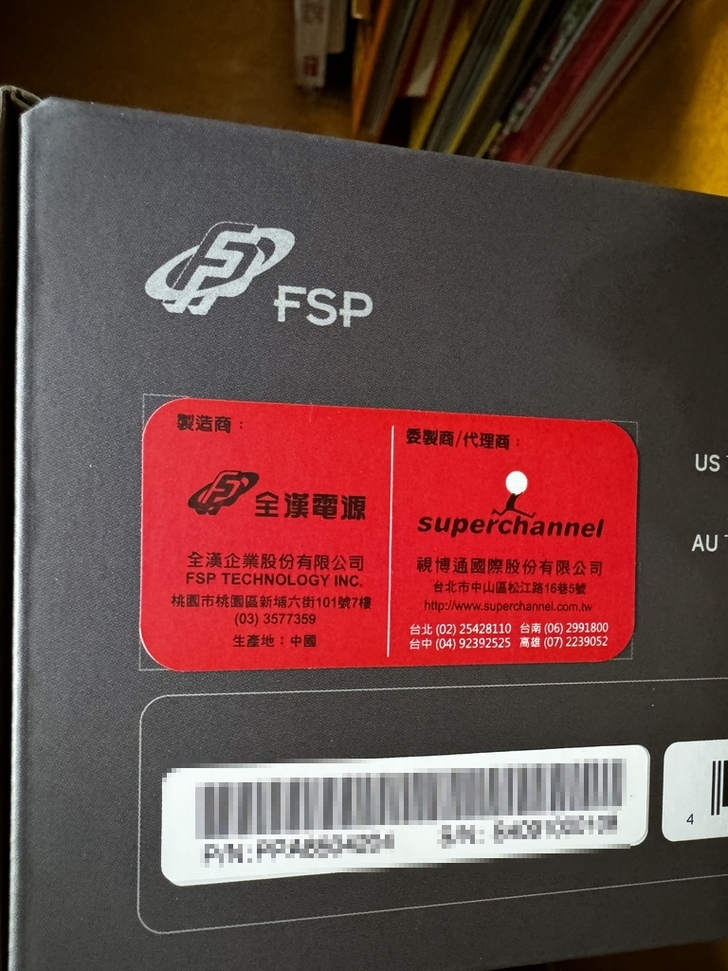 FSP
製造商：
全漢電源
全漢企業股份有限公司
FSP TECHNOLOGY INC.
桃園市桃園區新埔六街101號7樓
(03) 3577359
生產地：中國
委製商/代理商：
superchannel
視博通國際股份有限公司
台北市中山區松江路16巷5號
http://www.superchannel.com.tw
台北 (02) 25428110 台南 (06) 2991800
台中 (04) 92392525 高雄 (07) 2239052
US
AU
P/N:
S/N:
4